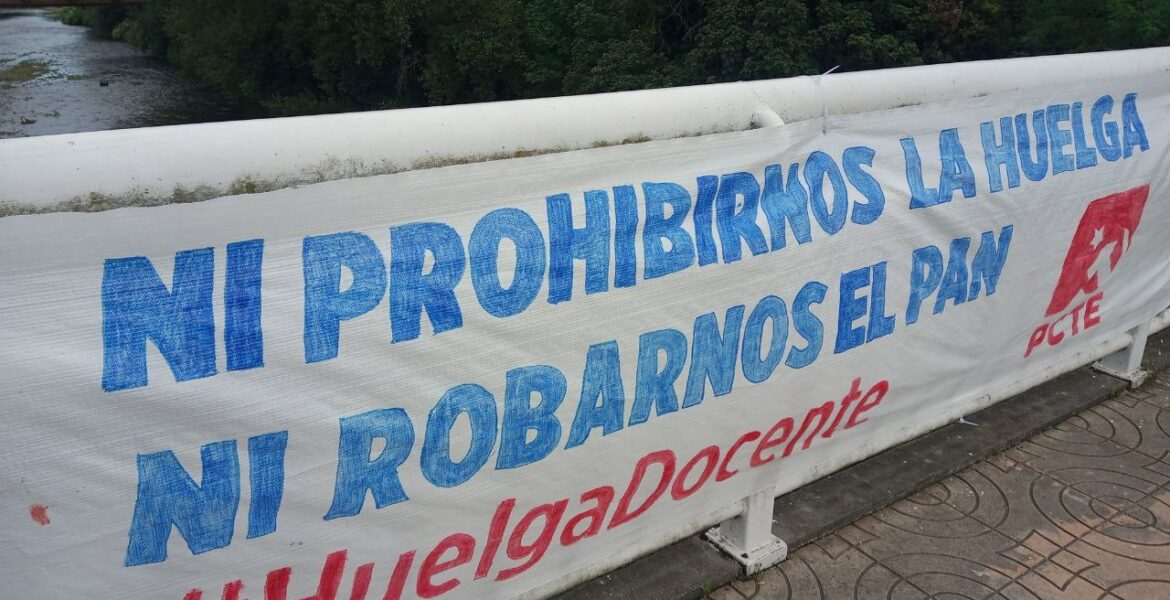 NI PROHIBIRNOS LA HUELGA
NI ROBARNOS EL PAN
PCTE
#HuelgaDocente